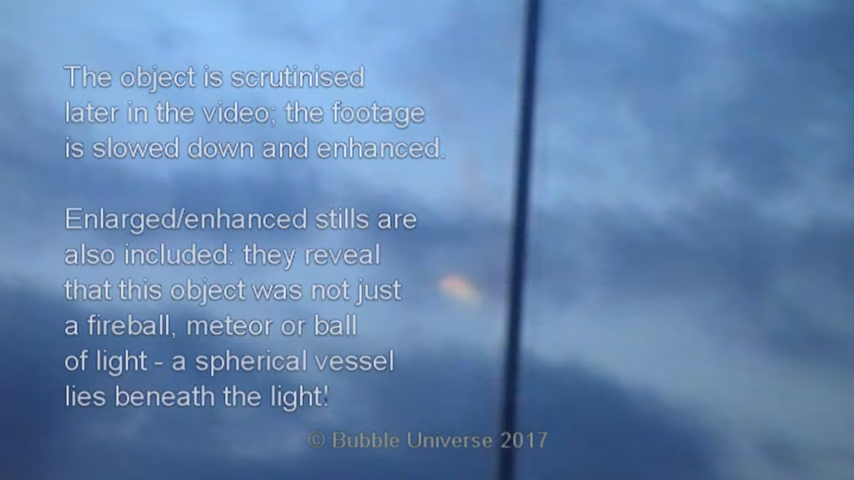 The object is scrutinised
later in the video; the footage
is slowed down and enhanced.
Enlarged/enhanced stills are
also included: they reveal
that this object was not just
a fireball, meteor or ball
of light - a spherical vessel
lies beneath the light!
© Bubble Universe 2017